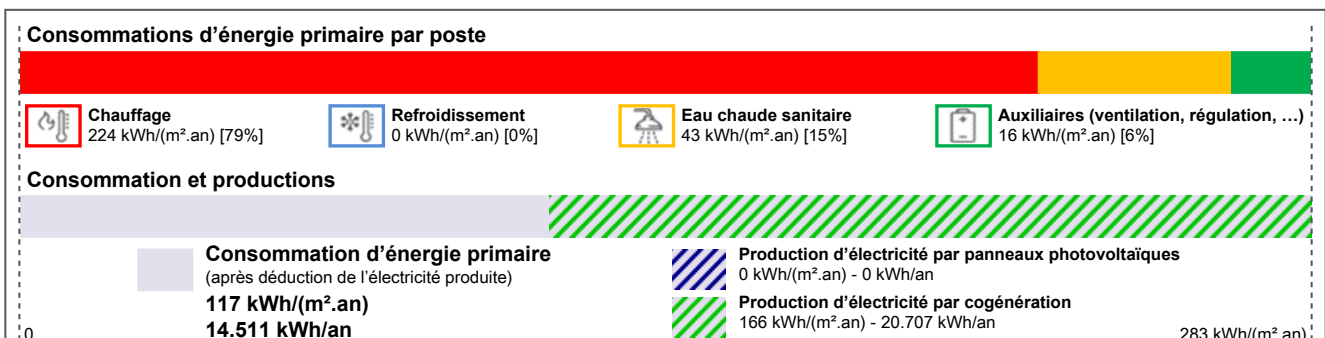 Consommations d'énergie primaire par poste
Chauffage
224 kWh/(m².an) [79%]
Refroidissement
0 kWh/(m².an) [0%]
Eau chaude sanitaire
43 kWh/(m².an) [15%]
Auxiliaires (ventilation, régulation, …)
16 kWh/(m².an) [6%]
Consommation et productions
Consommation d'énergie primaire
(après déduction de l'électricité produite)
117 kWh/(m².an)
14.511 kWh/an
Production d'électricité par panneaux photovoltaïques
0 kWh/(m².an) - 0 kWh/an
Production d'électricité par cogénération
166 kWh/(m².an) - 20.707 kWh/an
0
283 kWh/(m².an)